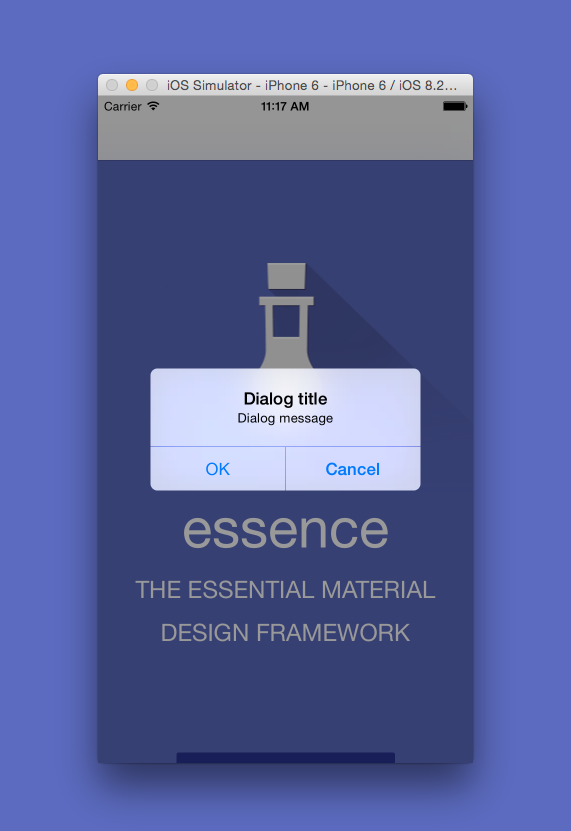 iOS Simulator - iPhone 6 - iPhone 6 / iOS 8.2...
Carrier 11:17 AM
Dialog title
Dialog message
OK Cancel
essence
THE ESSENTIAL MATERIAL
DESIGN FRAMEWORK